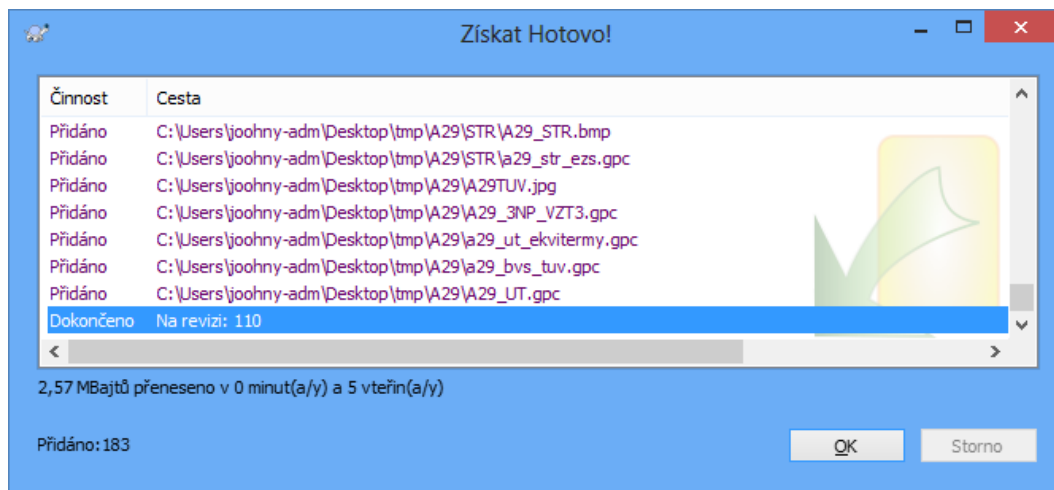 Získat Hotovo!
Činnost Cesta
Přidáno C:\Users\joohny-adm\Desktop\tmp\A29\STR\A29_STR.bmp
Přidáno C:\Users\joohny-adm\Desktop\tmp\A29\STR\a29_str_ezs.gpc
Přidáno C:\Users\joohny-adm\Desktop\tmp\A29\A29TUV.jpg
Přidáno C:\Users\joohny-adm\Desktop\tmp\A29\A29_3NP_VZT3.gpc
Přidáno C:\Users\joohny-adm\Desktop\tmp\A29\a29_ut_ekvitermy.gpc
Přidáno C:\Users\joohny-adm\Desktop\tmp\A29\a29_bvs_tuv.gpc
Přidáno C:\Users\joohny-adm\Desktop\tmp\A29\A29_UT.gpc
Dokončeno Na revizi: 110
2,57 MBajtů přeneseno v 0 minut(a/y) a 5 vteřin(a/y)
Přidáno:183
OK Storno